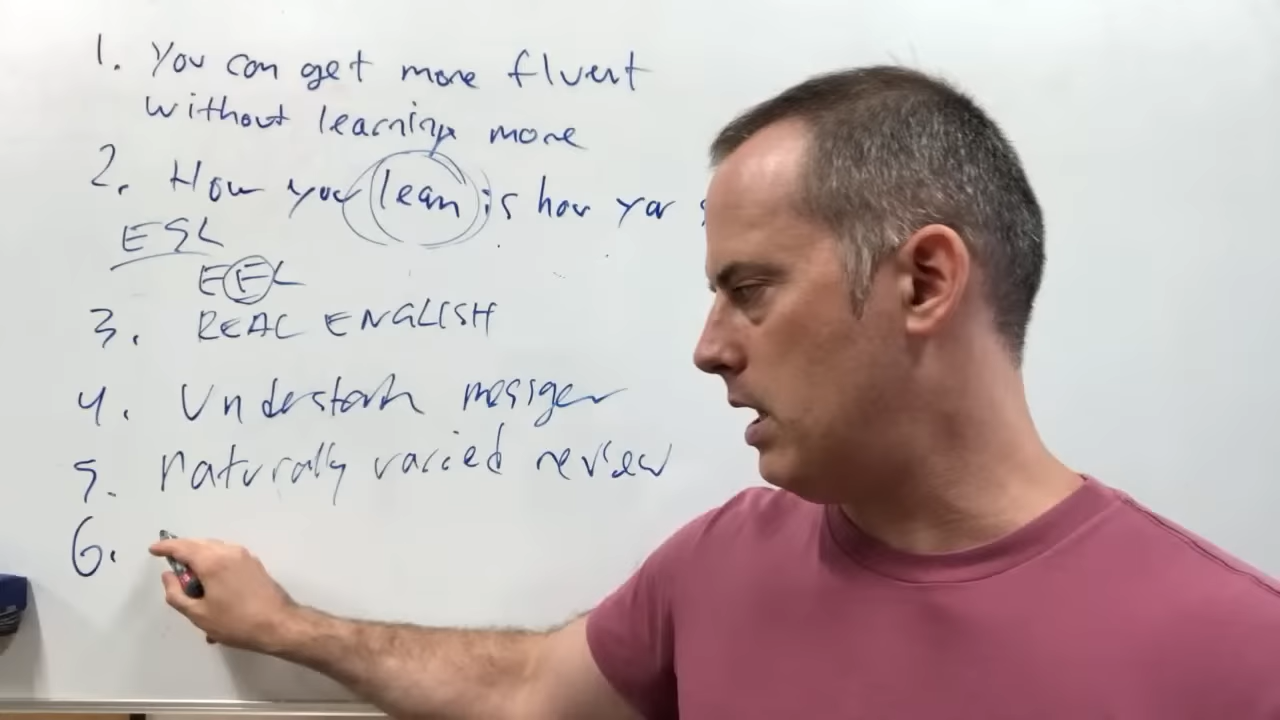 1. You can get more fluent
without learning more
2. How you learn is how you
ESL
EFL
3. REAL ENGLISH
4. Understand messages
5. naturally varied review
6.